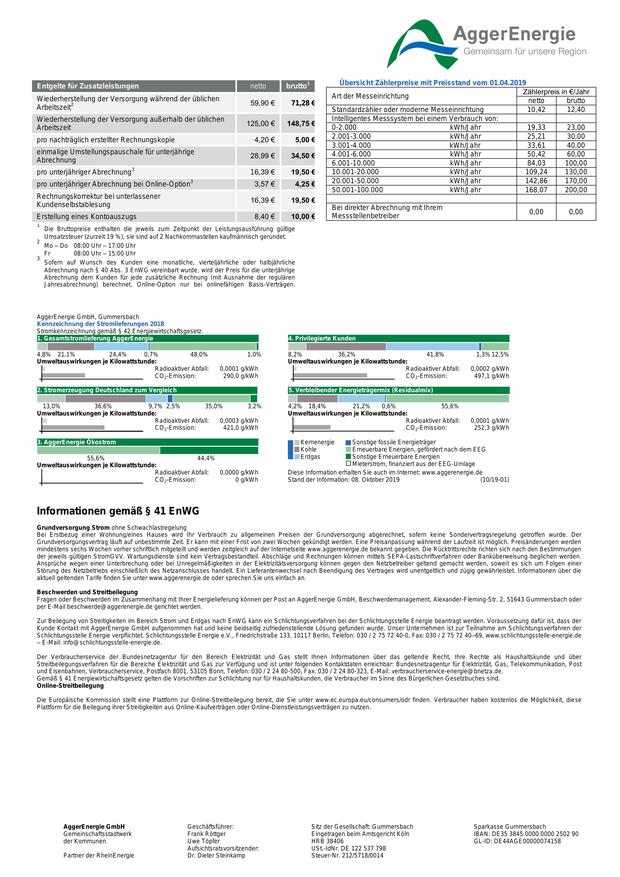 AggerEnergie
Gemeinsam für unsere Region
Entgelte für Zusatzleistungen netto brutto¹
Wiederherstellung der Versorgung während der üblichen
Arbeitszeit² 59,90 € 71,28 €
Wiederherstellung der Versorgung außerhalb der üblichen
Arbeitszeit 125,00 € 148,75 €
pro nachträglich erstellter Rechnungskopie 4,20 € 5,00 €
einmalige Umstellungspauschale für unterjährige
Abrechnung 28,99 € 34,50 €
pro unterjähriger Abrechnung³ 16,39 € 19,50 €
pro unterjähriger Abrechnung bei Online-Option³ 3,57 € 4,25 €
Rechnungskorrektur bei unterlassener
Kundenselbstablesung 16,39 € 19,50 €
Erstellung eines Kontoauszugs 8,40 € 10,00 €
1 Die Bruttopreise enthalten die jeweils zum Zeitpunkt der Leistungsausführung gültige
Umsatzsteuer (zurzeit 19 %), sie sind auf 2 Nachkommastellen kaufmännisch gerundet.
2 Mo – Do 08:00 Uhr – 17:00 Uhr
Fr 08:00 Uhr – 15:00 Uhr
3 Sofern auf Wunsch des Kunden eine monatliche, vierteljährliche oder halbjährliche
Abrechnung nach § 40 Abs. 3 EnWG vereinbart wurde, wird der Preis für die unterjährige
Abrechnung dem Kunden für jede zusätzliche Rechnung (mit Ausnahme der regulären
Jahresrechnung) berechnet. Online-Option nur bei onlinefähigen Basis-Verträgen.
Übersicht Zählerpreise mit Preisstand vom 01.04.2019
Art der Messeinrichtung Zählerpreis in €/Jahr
netto brutto
Standardzähler oder moderne Messeinrichtung 10,42 12,40
Intelligentes Messsystem bei einem Verbrauch von:
0-2.000 kWh/Jahr 19,33 23,00
2.001-3.000 kWh/Jahr 25,21 30,00
3.001-4.000 kWh/Jahr 33,61 40,00
4.001-6.000 kWh/Jahr 50,42 60,00
6.001-10.000 kWh/Jahr 84,03 100,00
10.001-20.000 kWh/Jahr 109,24 130,00
20.001-50.000 kWh/Jahr 142,86 170,00
50.001-100.000 kWh/Jahr 168,07 200,00
Bei direkter Abrechnung mit Ihrem
Messstellenbetreiber 0,00 0,00
AggerEnergie GmbH, Gummersbach
Kennzeichnung der Stromlieferungen 2018
Stromkennzeichnung gemäß § 42 Energiewirtschaftsgesetz.
1. Gesamtstromlieferung AggerEnergie
4,8% 21,1% 24,4% 0,7% 48,0% 1,0%
Umweltauswirkungen je Kilowattstunde:
Radioaktiver Abfall: 0,0001 g/kWh
CO₂-Emission: 290,0 g/kWh
2. Stromerzeugung Deutschland zum Vergleich
13,0% 36,6% 9,7% 2,5% 35,0% 3,2%
Umweltauswirkungen je Kilowattstunde:
Radioaktiver Abfall: 0,0003 g/kWh
CO₂-Emission: 421,0 g/kWh
3. AggerEnergie Ökostrom
55,6% 44,4%
Umweltauswirkungen je Kilowattstunde:
Radioaktiver Abfall: 0,0000 g/kWh
CO₂-Emission: 0 g/kWh
4. Privilegierte Kunden
8,2% 36,2% 41,8% 1,3% 12,5%
Umweltauswirkungen je Kilowattstunde:
Radioaktiver Abfall: 0,0002 g/kWh
CO₂-Emission: 497,1 g/kWh
5. Verbleibender Energieträgermix (Residualmix)
4,2% 18,4% 21,2% 0,6% 55,6%
Umweltauswirkungen je Kilowattstunde:
Radioaktiver Abfall: 0,0001 g/kWh
CO₂-Emission: 252,3 g/kWh
Kernenergie Sonstige fossile Energieträger
Kohle Erneuerbare Energien, gefördert nach dem EEG
Erdgas Sonstige Erneuerbare Energien
Mieterstrom, finanziert aus der EEG-Umlage
Diese Information erhalten Sie auch im Internet: www.aggerenergie.de
Stand der Information: 08. Oktober 2019 (10/19-01)
Informationen gemäß § 41 EnWG
Grundversorgung Strom ohne Schwachlastregelung
Bei Erstbezug einer Wohnung/eines Hauses wird Ihr Verbrauch zu allgemeinen Preisen der Grundversorgung abgerechnet, sofern keine Sondervertragsregelung getroffen wurde. Der
Grundversorgungsvertrag läuft auf unbestimmte Zeit. Er kann mit einer Frist von zwei Wochen gekündigt werden. Eine Preisanpassung während der Laufzeit ist möglich. Preisänderungen werden
mindestens sechs Wochen vorher schriftlich mitgeteilt und werden zeitgleich auf der Internetseite www.aggerenergie.de bekannt gegeben. Die Rücktrittsrechte richten sich nach den Bestimmungen
der jeweils gültigen StromGVV. Wartungsdienste sind kein Vertragsbestandteil. Abschläge und Rechnungen können mittels SEPA-Lastschriftverfahren oder Banküberweisung beglichen werden.
Ansprüche wegen einer Unterbrechung oder bei Unregelmäßigkeiten in der Elektrizitätsversorgung können gegen den Netzbetreiber geltend gemacht werden, soweit es sich um Folgen einer
Störung des Netzbetriebs einschließlich des Netzanschlusses handelt. Ein Lieferantenwechsel nach Beendigung des Vertrages wird unentgeltlich und zügig gewährleistet. Informationen über die
aktuell geltenden Tarife finden Sie unter www.aggerenergie.de oder sprechen Sie uns einfach an.
Beschwerden und Streitbeilegung
Fragen oder Beschwerden im Zusammenhang mit Ihrer Energielieferung können per Post an AggerEnergie GmbH, Beschwerdemanagement, Alexander-Fleming-Str. 2, 51643 Gummersbach oder
per E-Mail beschwerde@aggerenergie.de gerichtet werden.
Zur Beilegung von Streitigkeiten im Bereich Strom und Erdgas nach EnWG kann ein Schlichtungsverfahren bei der Schlichtungsstelle Energie beantragt werden. Voraussetzung dafür ist, dass der
Kunde Kontakt mit AggerEnergie GmbH aufgenommen hat und keine beidseitig zufriedenstellende Lösung gefunden wurde. Unser Unternehmen ist zur Teilnahme am Schlichtungsverfahren der
Schlichtungsstelle Energie verpflichtet. Schlichtungsstelle Energie e.V., Friedrichstraße 133, 10117 Berlin, Telefon: 030 / 2 75 72 40-0, Fax: 030 / 2 75 72 40–69, www.schlichtungsstelle-energie.de
– E-Mail: info@schlichtungsstelle-energie.de.
Der Verbraucherservice der Bundesnetzagentur für den Bereich Elektrizität und Gas stellt Ihnen Informationen über das geltende Recht, Ihre Rechte als Haushaltskunde und über
Streitbeilegungsverfahren für die Bereiche Elektrizität und Gas zur Verfügung und ist unter folgenden Kontaktdaten erreichbar: Bundesnetzagentur für Elektrizität, Gas, Telekommunikation, Post
und Eisenbahnen, Verbraucherservice, Postfach 8001, 53105 Bonn, Telefon: 030 / 2 24 80-500, Fax: 030 / 2 24 80-323, E-Mail: verbraucherservice-energie@bnetza.de.
Gemäß § 41 Energiewirtschaftsgesetz gelten die Vorschriften zur Schlichtung nur für Haushaltskunden, die Verbraucher im Sinne des Bürgerlichen Gesetzbuches sind.
Online-Streitbeilegung
Die Europäische Kommission stellt eine Plattform zur Online-Streitbeilegung bereit, die Sie unter www.ec.europa.eu/consumers/odr finden. Verbraucher haben kostenlos die Möglichkeit, diese
Plattform für die Beilegung ihrer Streitigkeiten aus Online-Kaufverträgen oder Online-Dienstleistungsverträgen zu nutzen.
AggerEnergie GmbH
Gemeinschaftsstadtwerk
der Kommunen
Partner der RheinEnergie
Geschäftsführer:
Frank Röttger
Uwe Töpfer
Aufsichtsratsvorsitzender:
Dr. Dieter Steinkamp
Sitz der Gesellschaft: Gummersbach
Eingetragen beim Amtsgericht Köln
HRB 38406
USt-IdNr. DE 122 537 798
Steuer-Nr. 212/5718/0014
Sparkasse Gummersbach
IBAN: DE35 3845 0000 0000 2502 90
GL-ID: DE44AGE00000074158